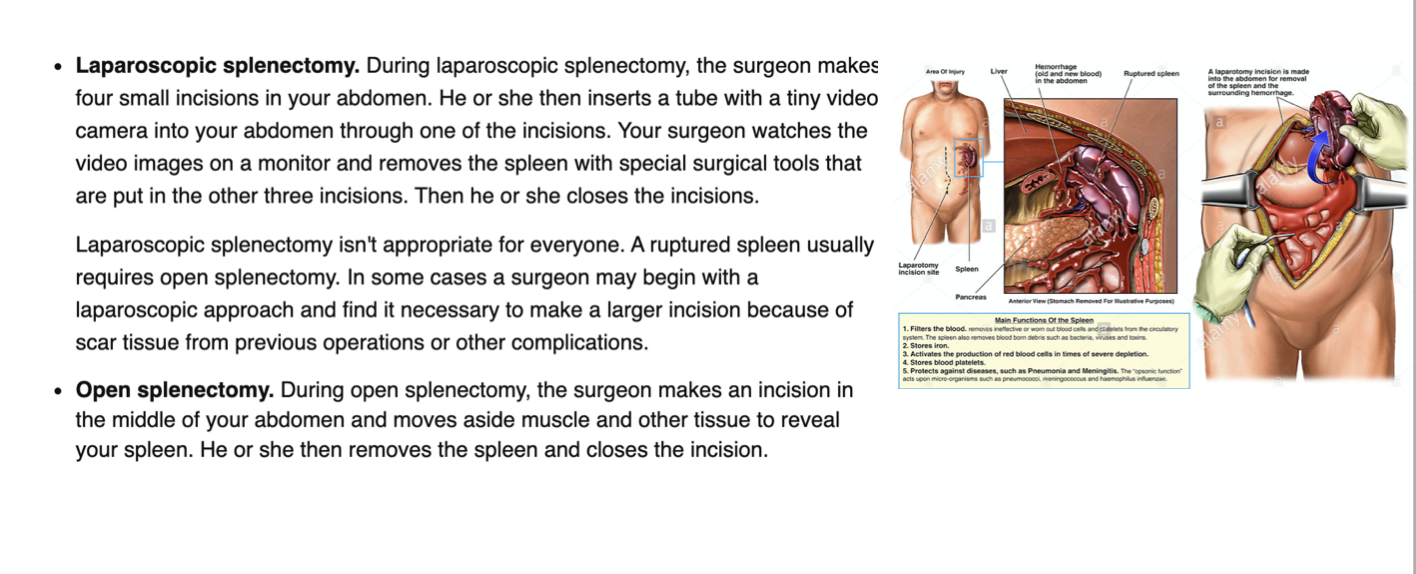 • Laparoscopic splenectomy. During laparoscopic splenectomy, the surgeon makes
four small incisions in your abdomen. He or she then inserts a tube with a tiny video
camera into your abdomen through one of the incisions. Your surgeon watches the
video images on a monitor and removes the spleen with special surgical tools that
are put in the other three incisions. Then he or she closes the incisions.
Laparoscopic splenectomy isn't appropriate for everyone. A ruptured spleen usually
requires open splenectomy. In some cases a surgeon may begin with a
laparoscopic approach and find it necessary to make a larger incision because of
scar tissue from previous operations or other complications.
• Open splenectomy. During open splenectomy, the surgeon makes an incision in
the middle of your abdomen and moves aside muscle and other tissue to reveal
your spleen. He or she then removes the spleen and closes the incision.
Area Of Injury
Liver
Hemorrhage
(old and new blood)
in the abdomen
Ruptured spleen
Laparotomy
incision site
Spleen
Pancreas
Anterior View (Stomach Removed For Illustrative Purposes)
A laparotomy incision is made
into the abdomen for removal
of the spleen and the
surrounding hemorrhage.
Main Functions Of the Spleen
1. Filters the blood. removes ineffective or worn out blood cells and platelets from the circulatory
system. The spleen also removes blood born debris such as bacteria, viruses and toxins.
2. Stores iron.
3. Activates the production of red blood cells in times of severe depletion.
4. Stores blood platelets.
5. Protects against diseases, such as Pneumonia and Meningitis. The "opsonic function"
acts upon micro-organisms such as pneumococci, meningococcus and haemophilus influenzae.
alamy
alamy
alamy
alamy
a
a
a
a
a
a